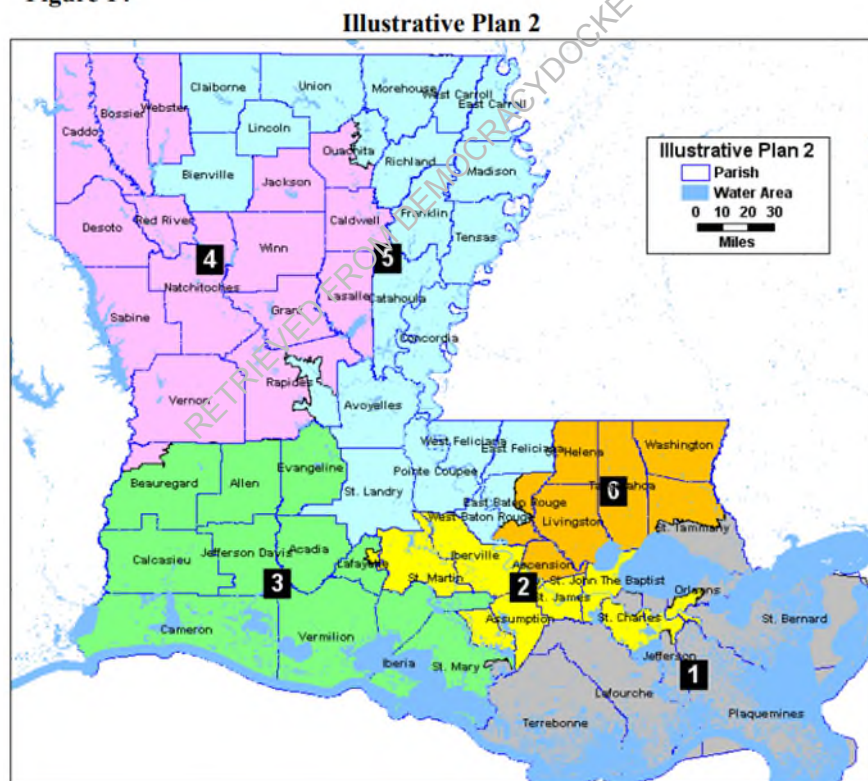 Illustrative Plan 2
RETRIEVED FROM DEMOCRACYDOCKE
Claiborne
Union
Morehouse
West Carroll
East Carroll
Bossier
Webster
Caddo
Lincoln
Ouachita
Richland
Madison
Bienville
Jackson
Franklin
Caldwell
Tensas
Desoto
Red River
Winn
4
5
Natchitoches
Lasalle
Catahoula
Sabine
Grant
Concordia
Rapides
Vernon
Avoyelles
West Feliciana
East Feliciana
St. Helena
Washington
Beauregard
Allen
Evangeline
Pointe Coupee
6
St. Landry
East Baton Rouge
West Baton Rouge
Livingston
St. Tammany
Calcasieu
Jefferson Davis
Acadia
Lafayette
Iberville
Ascension
St. Martin
St. John The Baptist
Orleans
3
2
St. James
Assumption
St. Charles
St. Bernard
Cameron
Vermilion
Iberia
St. Mary
Jefferson
1
Lafourche
Plaquemines
Terrebonne
Illustrative Plan 2
Parish
Water Area
0 10 20 30
Miles